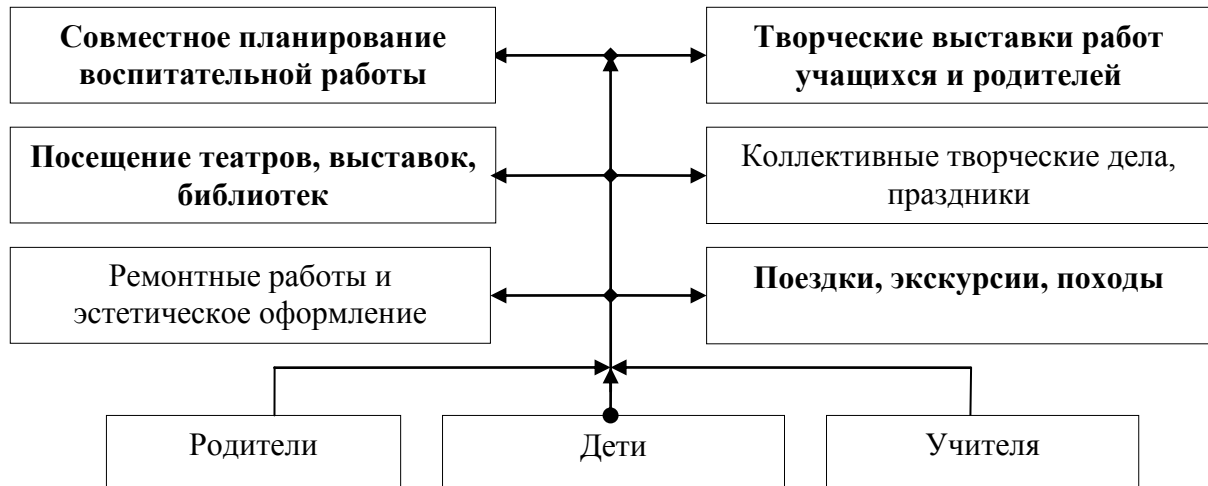 Совместное планирование
воспитательной работы
Творческие выставки работ
учащихся и родителей
Посещение театров, выставок,
библиотек
Коллективные творческие дела,
праздники
Ремонтные работы и
эстетическое оформление
Поездки, экскурсии, походы
Родители
Дети
Учителя